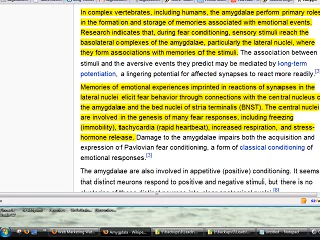 In complex vertebrates, including humans, the amygdalae perform primary roles
in the formation and storage of memories associated with emotional events.
Research indicates that, during fear conditioning, sensory stimuli reach the
basolateral complexes of the amygdalae, particularly the lateral nuclei, where
they form associations with memories of the stimuli. The association between
stimuli and the aversive events they predict may be mediated by long-term
potentiation, a lingering potential for affected synapses to react more readily.[3]
Memories of emotional experiences imprinted in reactions of synapses in the
lateral nuclei elicit fear behavior through connections with the central nucleus o
the amygdalae and the bed nuclei of stria terminalis (BNST). The central nuclei
are involved in the genesis of many fear responses, including freezing
(immobility), tachycardia (rapid heartbeat), increased respiration, and stress-
hormone release. Damage to the amygdalae impairs both the acquisition
and expression of Pavlovian fear conditioning, a form of classical conditioning of
emotional responses.[3]
The amygdalae are also involved in appetitive (positive) conditioning. It seems
that distinct neurons respond to positive and negative stimuli, but there is no
Web Marketing Wat
Amygdala - Wikipe
Untitled - Notepad